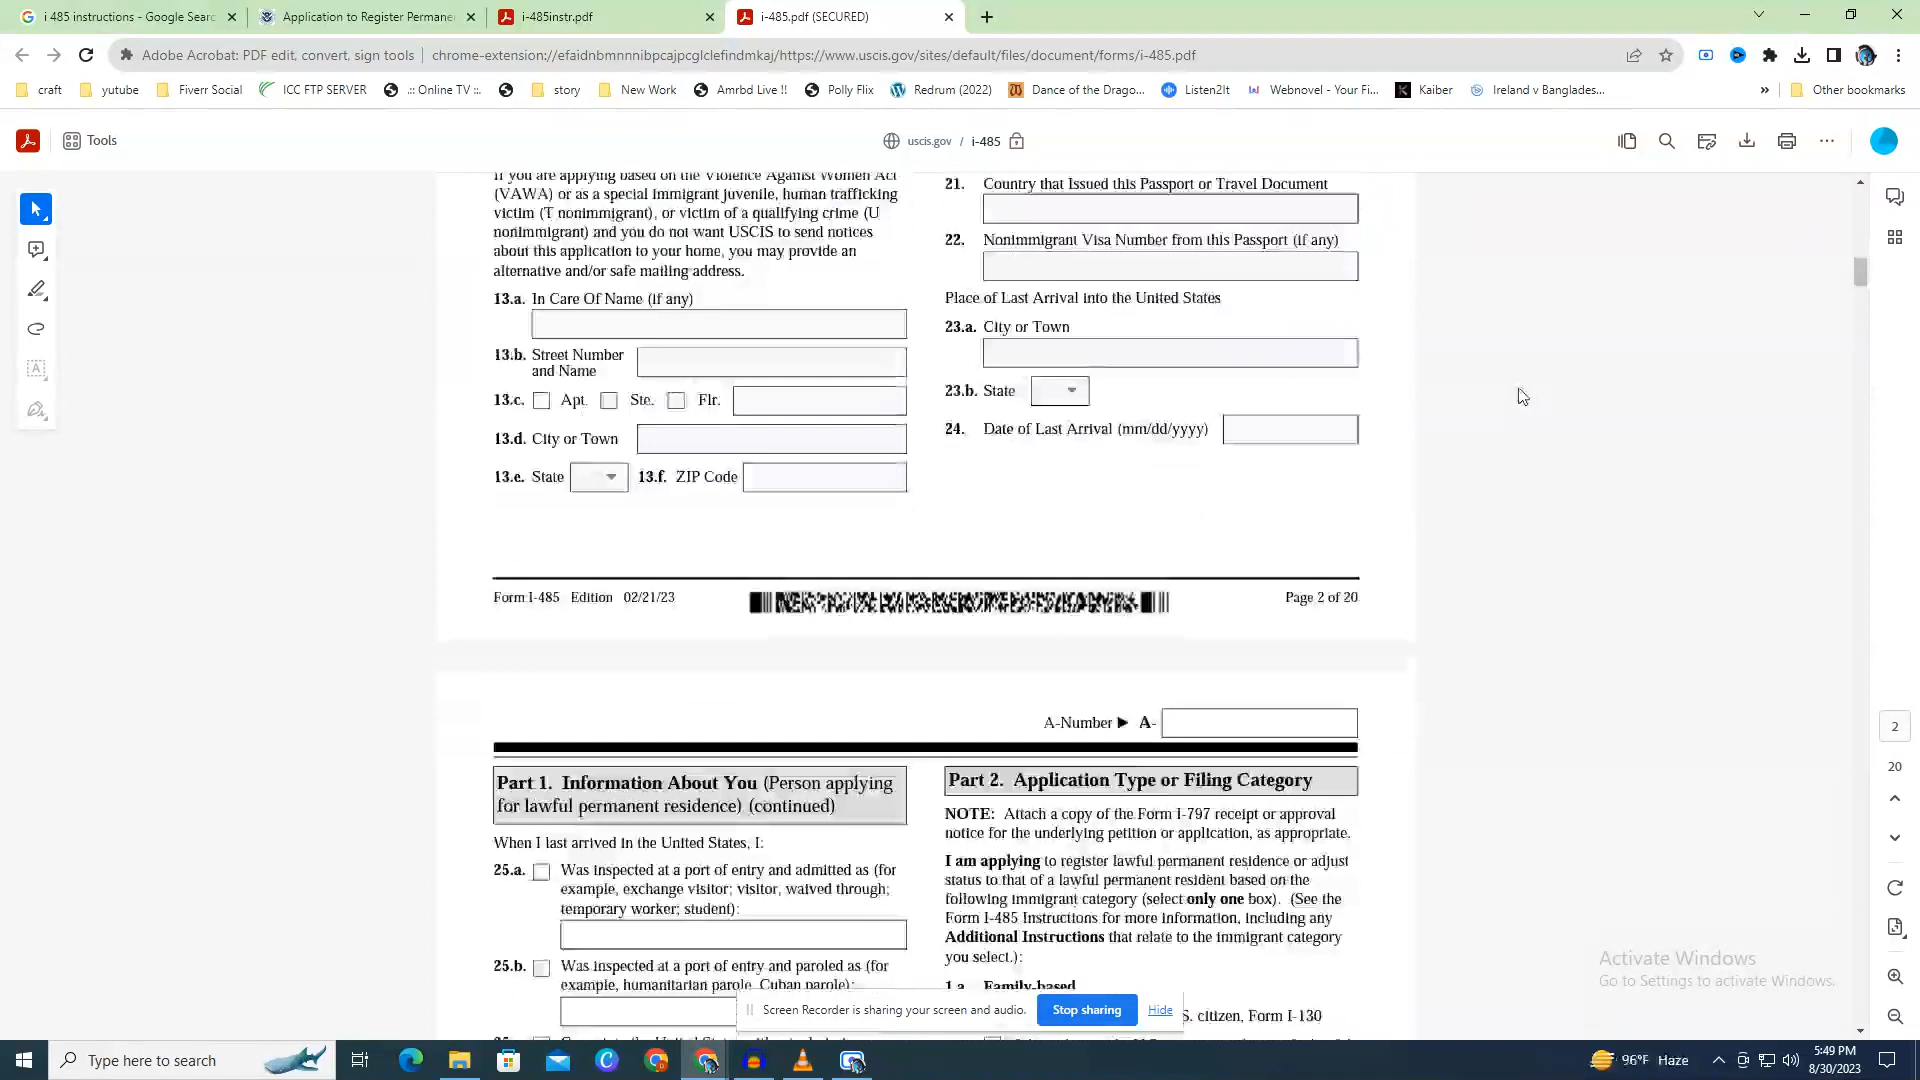 i 485 instructions - Google Searc
Application to Register Permane
i-485instr.pdf
i-485.pdf (SECURED)
Adobe Acrobat: PDF edit, convert, sign tools
chrome-extension://efaidnbmnnnibpcajpcglclefindmkaj/https://www.uscis.gov/sites/default/files/document/forms/i-485.pdf
craft
yutube
Fiverr Social
ICC FTP SERVER
.:: Online TV ::.
story
New Work
Amrbd Live !!
Polly Flix
Redrum (2022)
Dance of the Drago...
Listen2It
Webnovel - Your Fi...
Kaiber
Ireland v Banglades...
»
Other bookmarks
Tools
uscis.gov / i-485
If you are applying based on the Violence Against Women Act
(VAWA) or as a special immigrant juvenile, human trafficking
victim (T nonimmigrant), or victim of a qualifying crime (U
nonimmigrant) and you do not want USCIS to send notices
about this application to your home, you may provide an
alternative and/or safe mailing address.
13.a. In Care Of Name (if any)
13.b. Street Number
and Name
13.c. Apt. Ste. Flr.
13.d. City or Town
13.e. State 13.f. ZIP Code
21. Country that Issued this Passport or Travel Document
22. Nonimmigrant Visa Number from this Passport (if any)
Place of Last Arrival into the United States
23.a. City or Town
23.b. State
24. Date of Last Arrival (mm/dd/yyyy)
Form I-485 Edition 02/21/23
Page 2 of 20
A-Number ► A-
Part 1. Information About You (Person applying
for lawful permanent residence) (continued)
When I last arrived in the United States, I:
25.a. Was inspected at a port of entry and admitted as (for
example, exchange visitor; visitor, waived through;
temporary worker; student):
25.b. Was inspected at a port of entry and paroled as (for
example, humanitarian parole, Cuban parole):
Part 2. Application Type or Filing Category
NOTE: Attach a copy of the Form I-797 receipt or approval
notice for the underlying petition or application, as appropriate.
I am applying to register lawful permanent residence or adjust
status to that of a lawful permanent resident based on the
following immigrant category (select only one box). (See the
Form I-485 Instructions for more information, including any
Additional Instructions that relate to the immigrant category
you select.):
1.a. Family-based
S. citizen, Form I-130
2
20
Activate Windows
Go to Settings to activate Windows.
Screen Recorder is sharing your screen and audio.
Stop sharing
Hide
Type here to search
96°F Haze
5:49 PM
8/30/2023